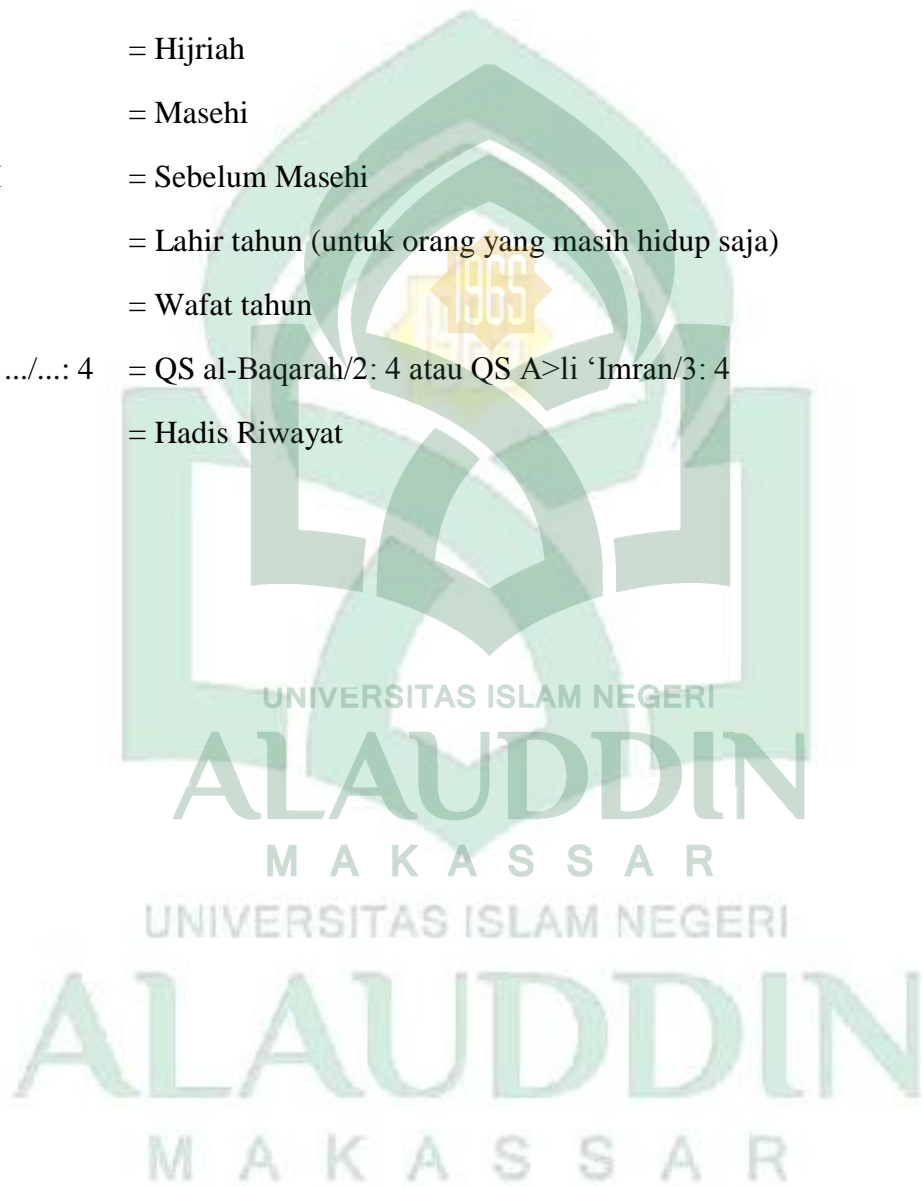 = Hijriah
= Masehi
= Sebelum Masehi
= Lahir tahun (untuk orang yang masih hidup saja)
1965
= Wafat tahun
.../...: 4 = QS al-Baqarah/2: 4 atau QS A>li ‘Imran/3: 4
= Hadis Riwayat
UNIVERSITAS ISLAM NEGERI
ALAUDDIN
M A K A S S A R
UNIVERSITAS ISLAM NEGERI
ALAUDDIN
M A K A S S A R